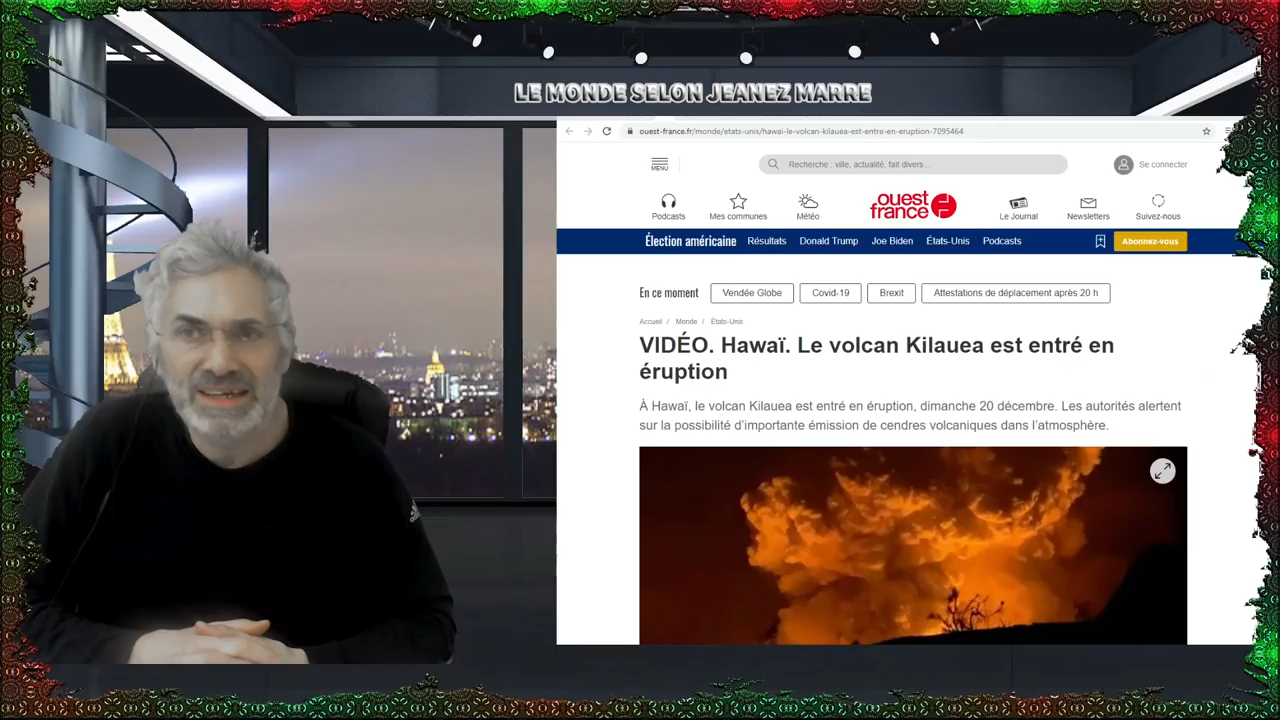 LE MONDE SELON JEANEZ MARRE
ouest-france.fr/monde/etats-unis/hawai-le-volcan-kilauea-est-entre-en-eruption-7095464
MENU
Recherche : ville, actualité, fait divers...
Se connecter
Podcasts
Mes communes
Météo
ouest
france
Le Journal
Newsletters
Suivez-nous
Élection américaine Résultats Donald Trump Joe Biden États-Unis Podcasts Abonnez-vous
En ce moment Vendée Globe Covid-19 Brexit Attestations de déplacement après 20 h
Accueil / Monde / États-Unis
VIDÉO. Hawaï. Le volcan Kilauea est entré en
éruption
À Hawaï, le volcan Kilauea est entré en éruption, dimanche 20 décembre. Les autorités alertent
sur la possibilité d'importante émission de cendres volcaniques dans l'atmosphère.